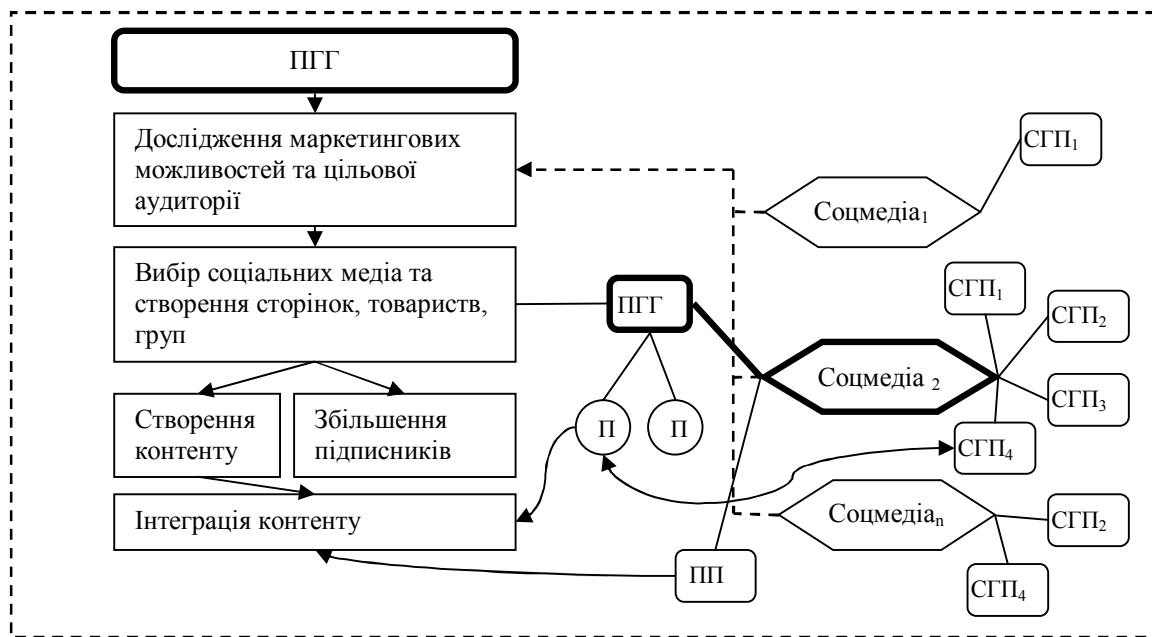 ПГГ
Дослідження маркетингових
можливостей та цільової
аудиторії
Вибір соціальних медіа та
створення сторінок, товариств,
груп
Створення
контенту
Збільшення
підписників
Інтеграція контенту
ПГГ
П
П
ПП
Соцмедіа₁
СГП₁
Соцмедіа ₂
СГП₁
СГП₂
СГП₃
СГП₄
Соцмедіаₙ
СГП₂
СГП₄